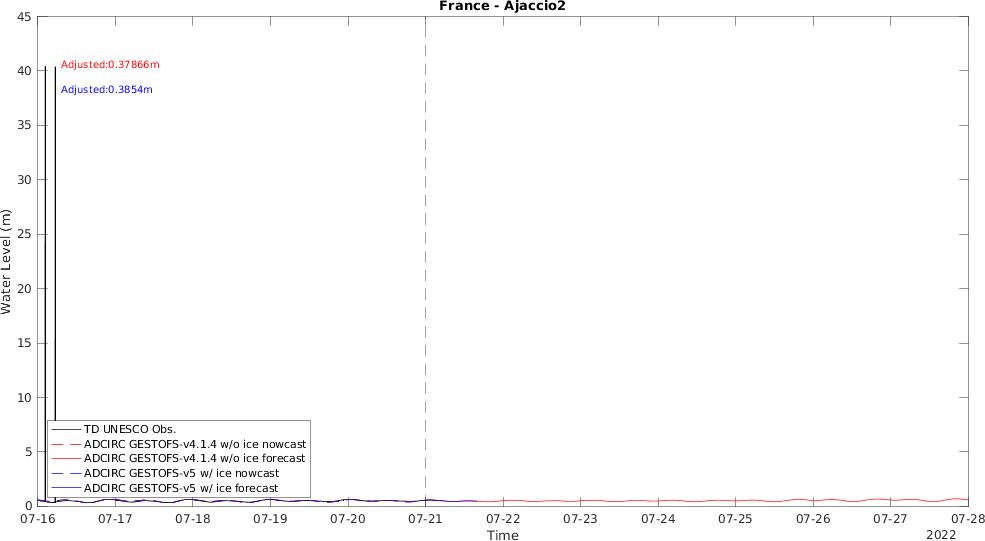 France - Ajaccio2
45
40
35
30
25
20
15
10
5
0
Water Level (m)
Adjusted:0.37866m
Adjusted:0.3854m
TD UNESCO Obs.
ADCIRC GESTOFS-v4.1.4 w/o ice nowcast
ADCIRC GESTOFS-v4.1.4 w/o ice forecast
ADCIRC GESTOFS-v5 w/ ice nowcast
ADCIRC GESTOFS-v5 w/ ice forecast
07-16 07-17 07-18 07-19 07-20 07-21 07-22 07-23 07-24 07-25 07-26 07-27 07-28
Time
2022